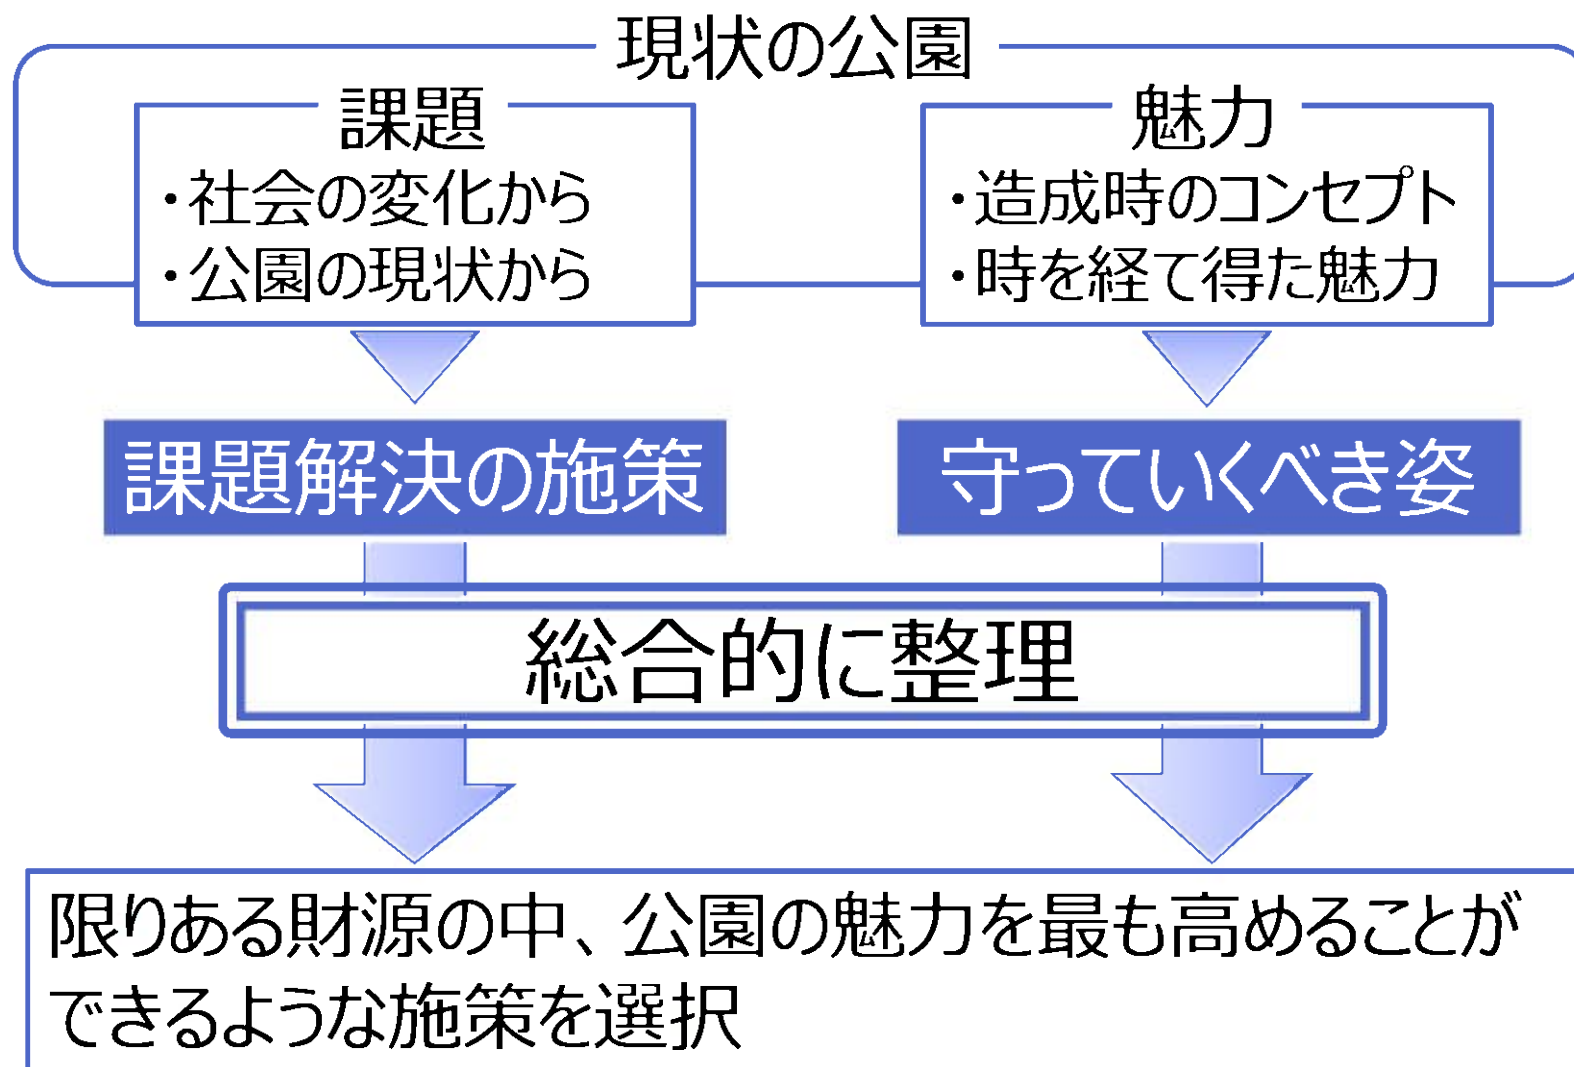 現状の公園
課題
・社会の変化から
・公園の現状から
魅力
・造成時のコンセプト
・時を経て得た魅力
課題解決の施策
守っていくべき姿
総合的に整理
限りある財源の中、公園の魅力を最も高めることが
できるような施策を選択